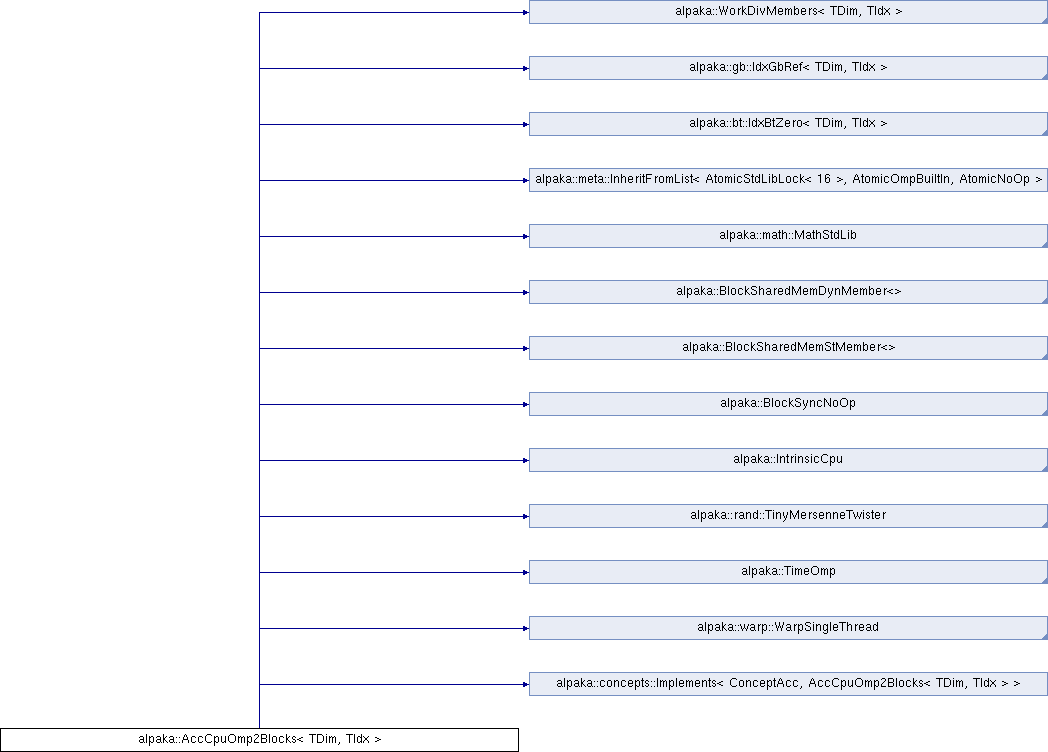 alpaka::WorkDivMembers< TDim, TIdx >
alpaka::gb::IdxGbRef< TDim, TIdx >
alpaka::bt::IdxBtZero< TDim, TIdx >
alpaka::meta::InheritFromList< AtomicStdLibLock< 16 >, AtomicOmpBuiltIn, AtomicNoOp >
alpaka::math::MathStdLib
alpaka::BlockSharedMemDynMember<>
alpaka::BlockSharedMemStMember<>
alpaka::BlockSyncNoOp
alpaka::IntrinsicCpu
alpaka::rand::TinyMersenneTwister
alpaka::TimeOmp
alpaka::warp::WarpSingleThread
alpaka::concepts::Implements< ConceptAcc, AccCpuOmp2Blocks< TDim, TIdx > >
alpaka::AccCpuOmp2Blocks< TDim, TIdx >